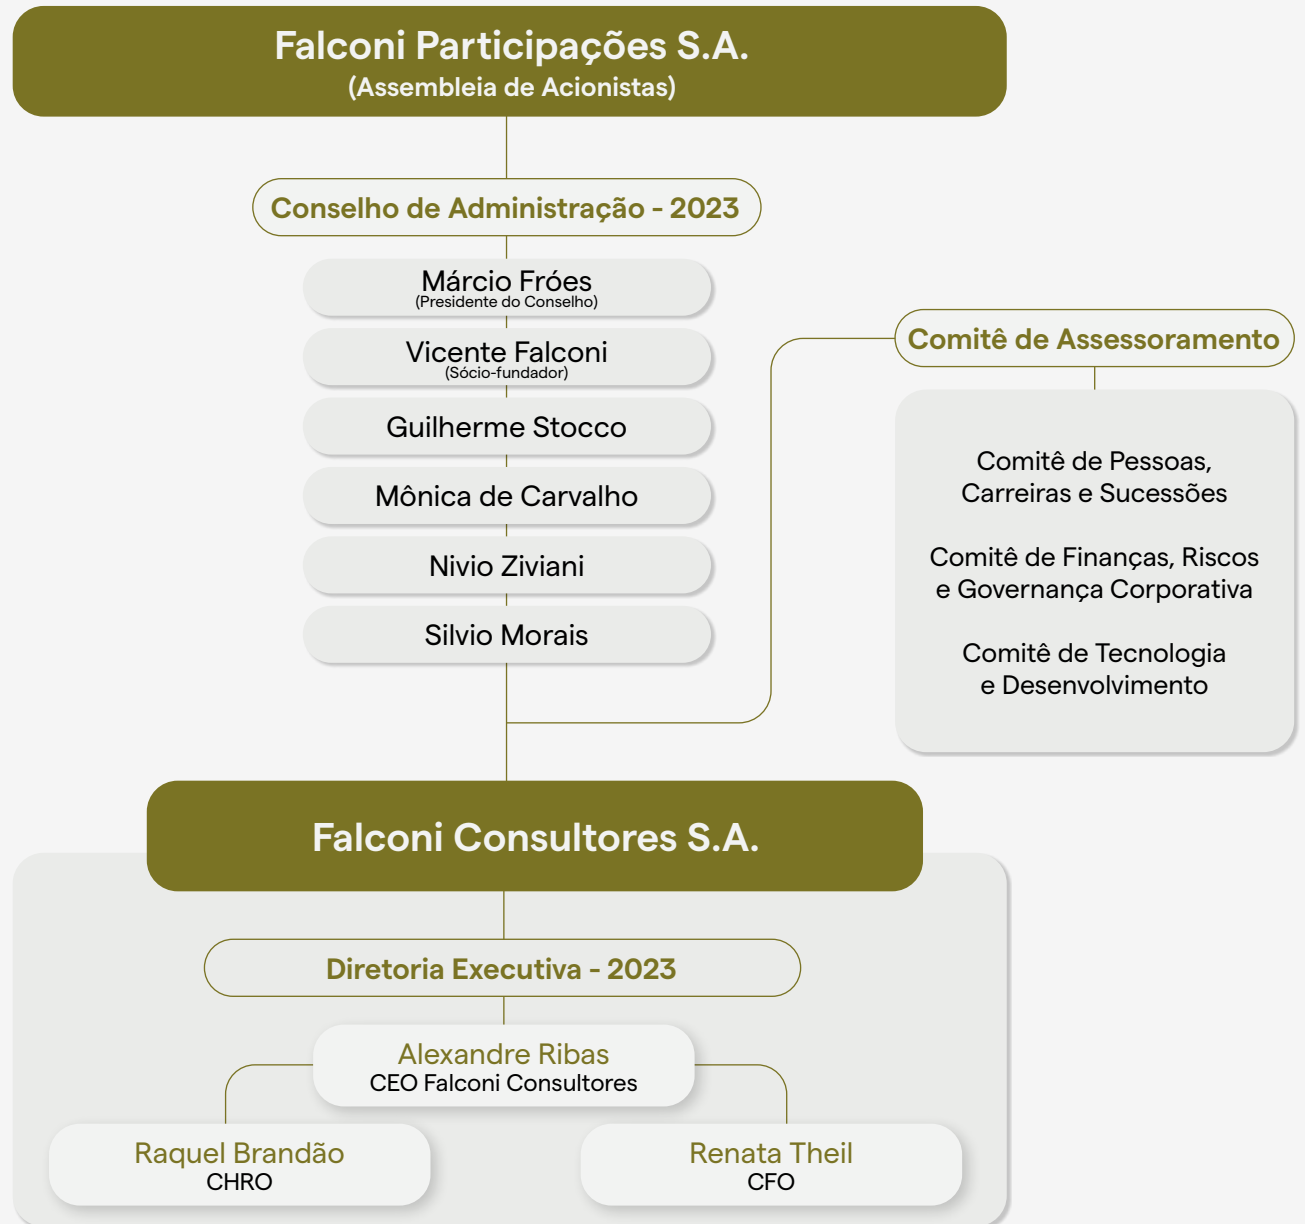 Falconi Participações S.A.
(Assembleia de Acionistas)
Conselho de Administração - 2023
Márcio Fróes
(Presidente do Conselho)
Vicente Falconi
(Sócio-fundador)
Guilherme Stocco
Mônica de Carvalho
Nivio Ziviani
Silvio Morais
Comitê de Assessoramento
Comitê de Pessoas,
Carreiras e Sucessões
Comitê de Finanças, Riscos
e Governança Corporativa
Comitê de Tecnologia
e Desenvolvimento
Falconi Consultores S.A.
Diretoria Executiva - 2023
Alexandre Ribas
CEO Falconi Consultores
Raquel Brandão
CHRO
Renata Theil
CFO